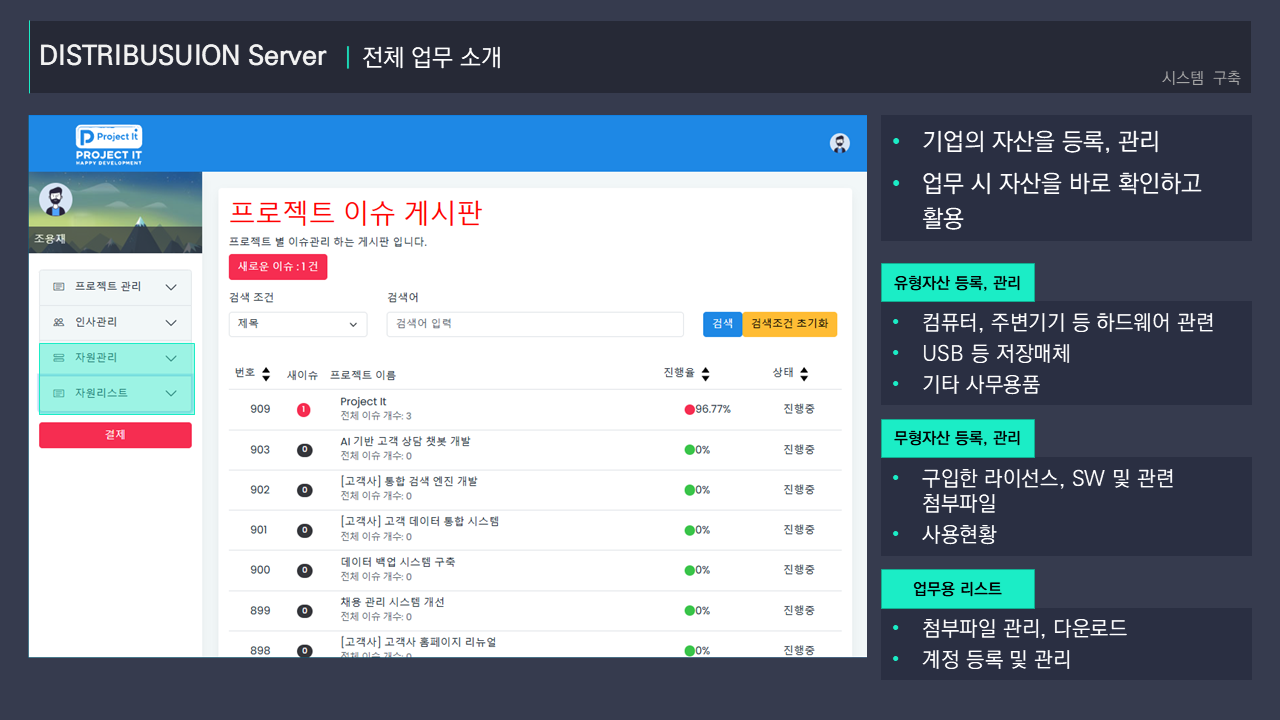 DISTRIBUSUION Server | 전체 업무 소개
시스템 구축
Project It
PROJECT IT
HAPPY DEVELOPMENT
조용재
프로젝트 관리
인사관리
자원관리
자원리스트
결제
프로젝트 이슈 게시판
프로젝트 별 이슈관리 하는 게시판 입니다.
새로운 이슈 : 1 건
검색 조건 검색어
제목 검색어 입력 검색 검색조건 초기화
번호 새이슈 프로젝트 이름 진행율 상태
909 1 Project It 96.77% 진행중
전체 이슈 개수: 3
903 0 AI 기반 고객 상담 챗봇 개발 0% 진행중
전체 이슈 개수: 0
902 0 [고객사] 통합 검색 엔진 개발 0% 진행중
전체 이슈 개수: 0
901 0 [고객사] 고객 데이터 통합 시스템 0% 진행중
전체 이슈 개수: 0
900 0 데이터 백업 시스템 구축 0% 진행중
전체 이슈 개수: 0
899 0 채용 관리 시스템 개선 0% 진행중
전체 이슈 개수: 0
898 0 [고객사] 고객사 홈페이지 리뉴얼 0% 진행중
전체 이슈 개수: 0
• 기업의 자산을 등록, 관리
• 업무 시 자산을 바로 확인하고
활용
유형자산 등록, 관리
• 컴퓨터, 주변기기 등 하드웨어 관련
• USB 등 저장매체
• 기타 사무용품
무형자산 등록, 관리
• 구입한 라이선스, SW 및 관련
첨부파일
• 사용현황
업무용 리스트
• 첨부파일 관리, 다운로드
• 계정 등록 및 관리